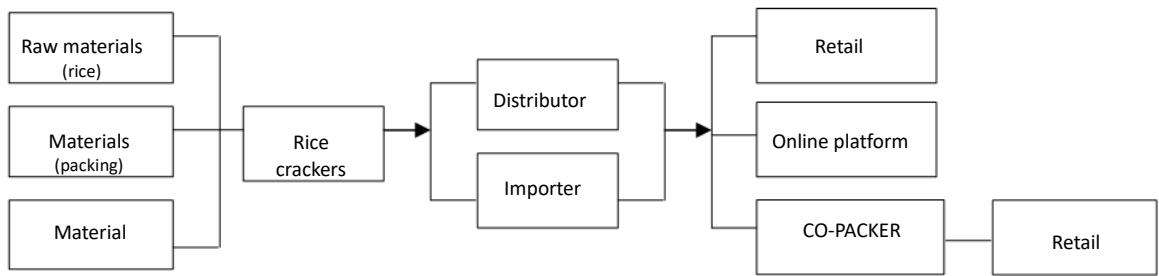 Raw materials
(rice)
Materials
(packing)
Material
Rice
crackers
Distributor
Importer
Retail
Online platform
CO-PACKER
Retail